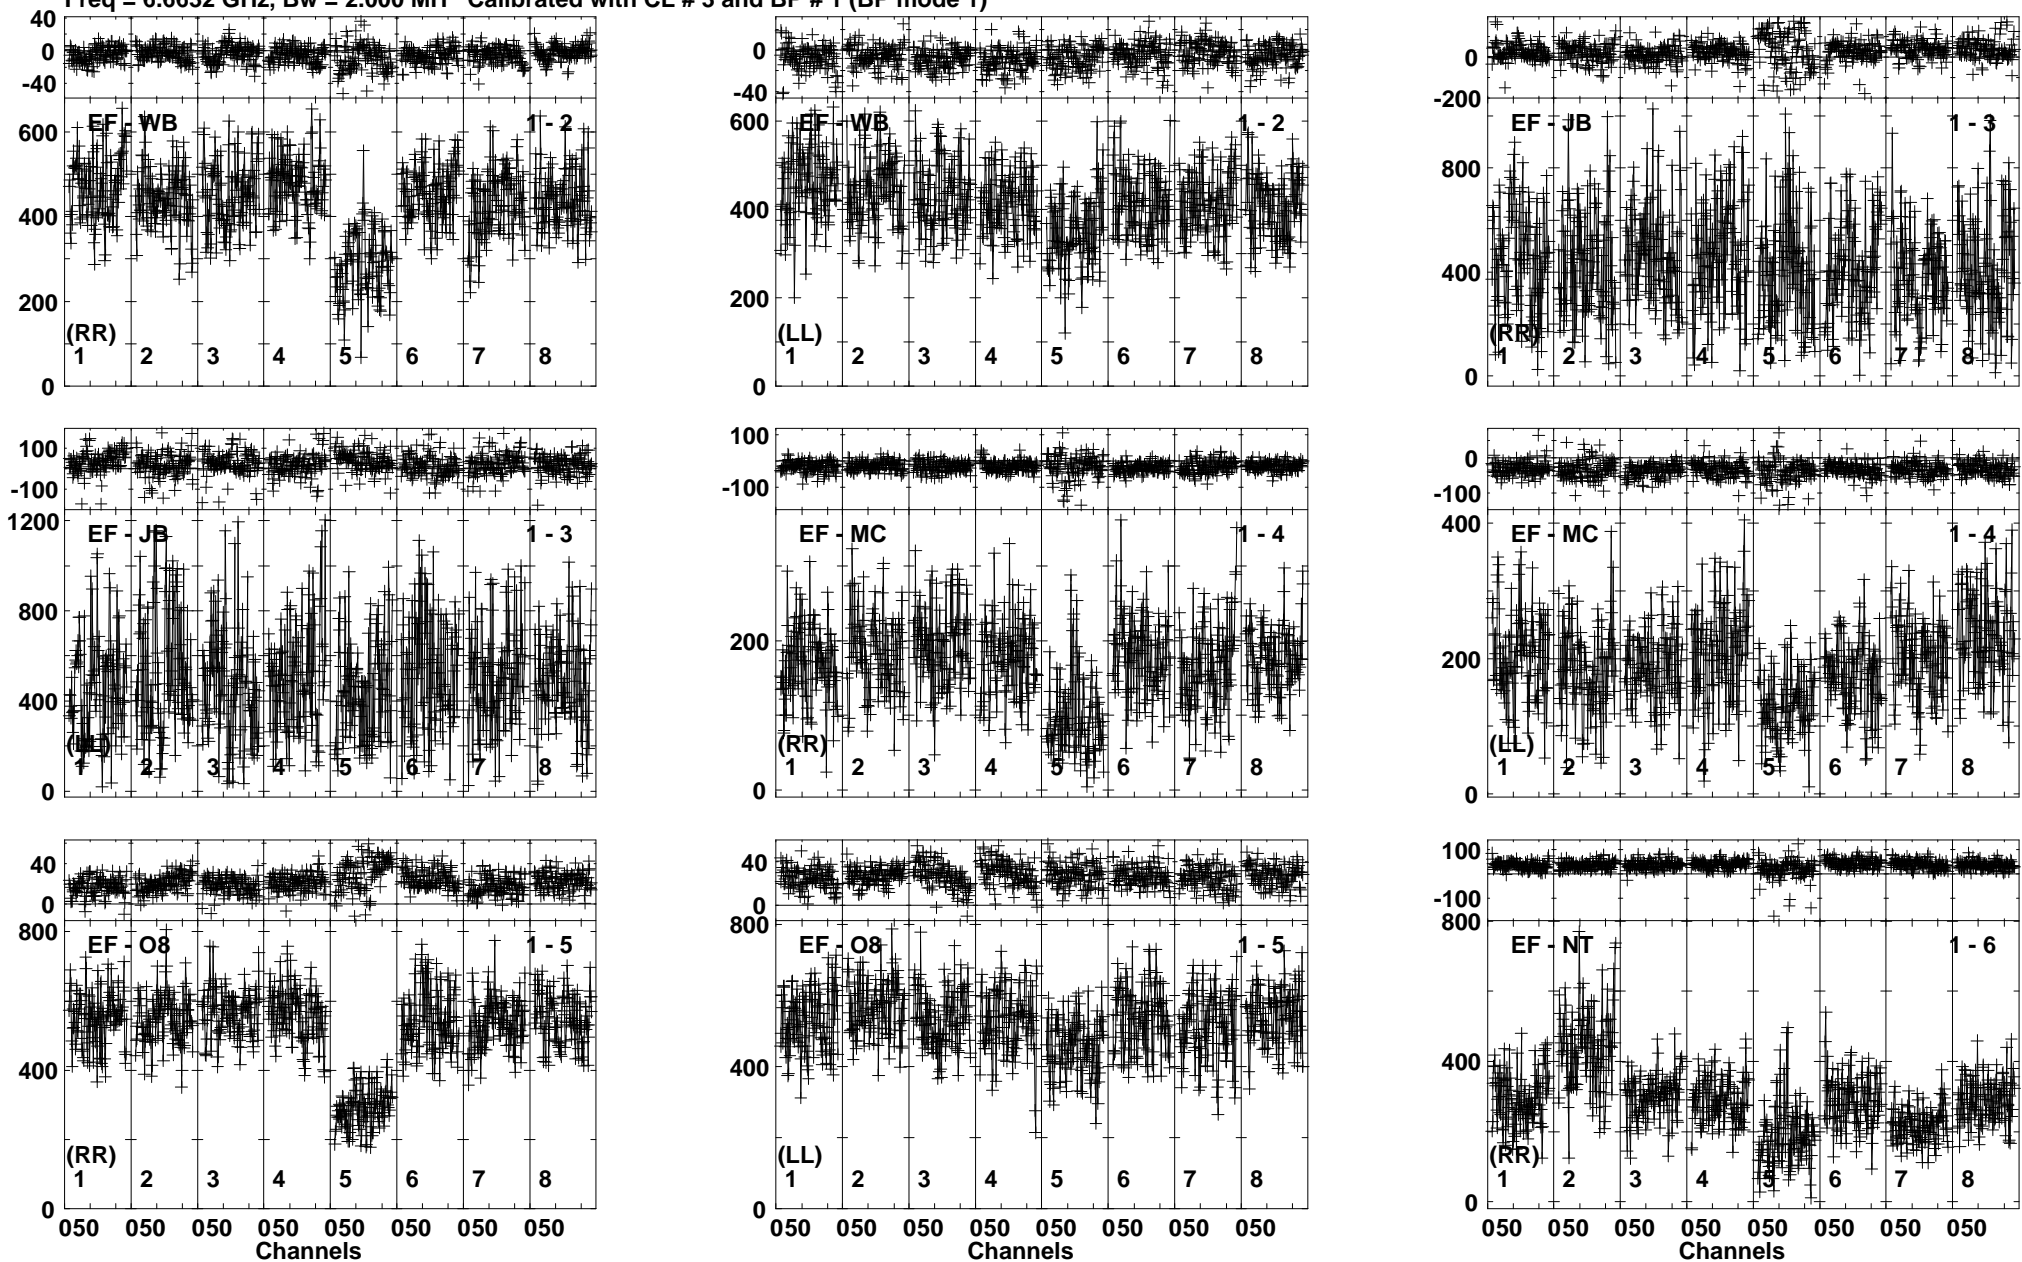 Freq = 6.6632 GHz, Bw = 2.000 MH Calibrated with CL # 3 and BP # 1 (BP mode 1)
40 0 -40 0 -40 0 -200
EF - WB 1 - 2 EF - WB 1 - 2 EF - JB 1 - 3
600 400 200 0 600 400 200 0 800 400 0
(RR) (LL) (RR)
1 2 3 4 5 6 7 8 1 2 3 4 5 6 7 8 1 2 3 4 5 6 7 8
100 -100 100 -100 0 -100
EF - JB 1 - 3 EF - MC 1 - 4 EF - MC 1 - 4
1200 800 400 0 200 0 400 200 0
(LL) (RR) (LL)
1 2 3 4 5 6 7 8 1 2 3 4 5 6 7 8 1 2 3 4 5 6 7 8
40 0 40 0 100 -100
EF - O8 1 - 5 EF - O8 1 - 5 EF - NT 1 - 6
800 400 0 800 400 0 800 400 0
(RR) (LL) (RR)
1 2 3 4 5 6 7 8 1 2 3 4 5 6 7 8 1 2 3 4 5 6 7 8
050 050 050 050 050 050 050 050 050 050 050 050 050 050 050 050 050 050 050 050 050 050 050 050
Channels Channels Channels